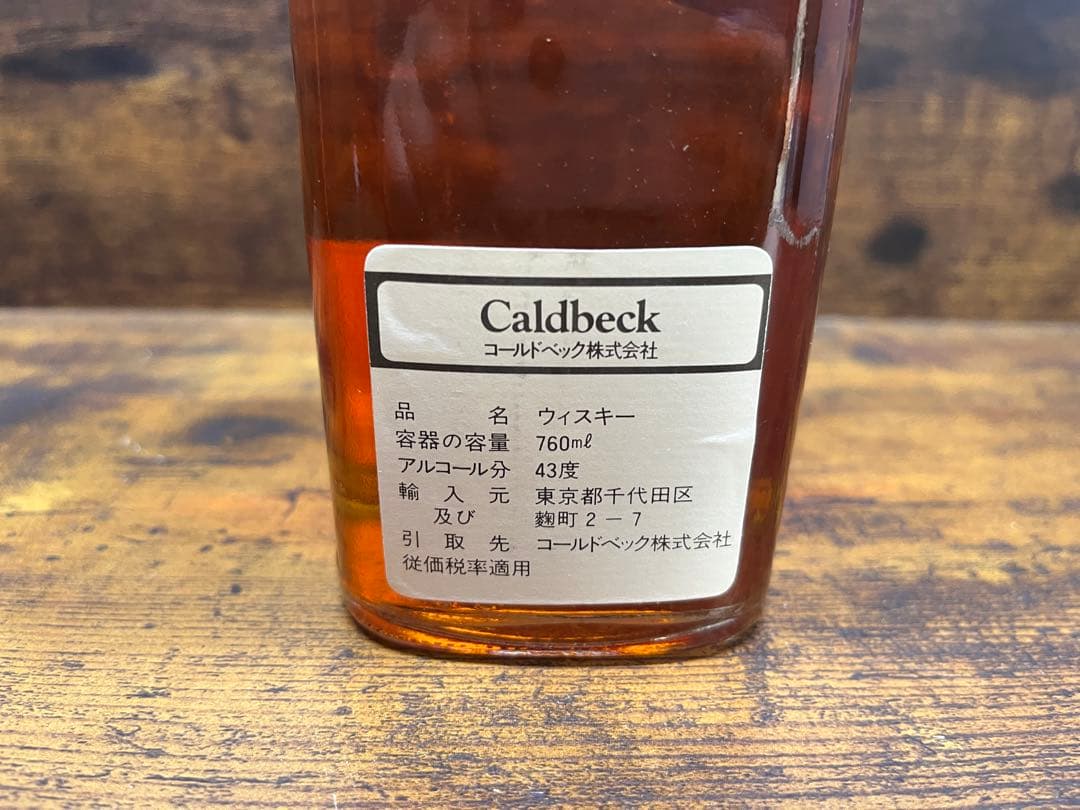 Caldbeck
コールドベック株式会社
品名 ウィスキー
容器の容量 760mℓ
アルコール分 43度
輸入元 東京都千代田区
及び 麹町2-7
引取先 コールドベック株式会社
従価税率適用